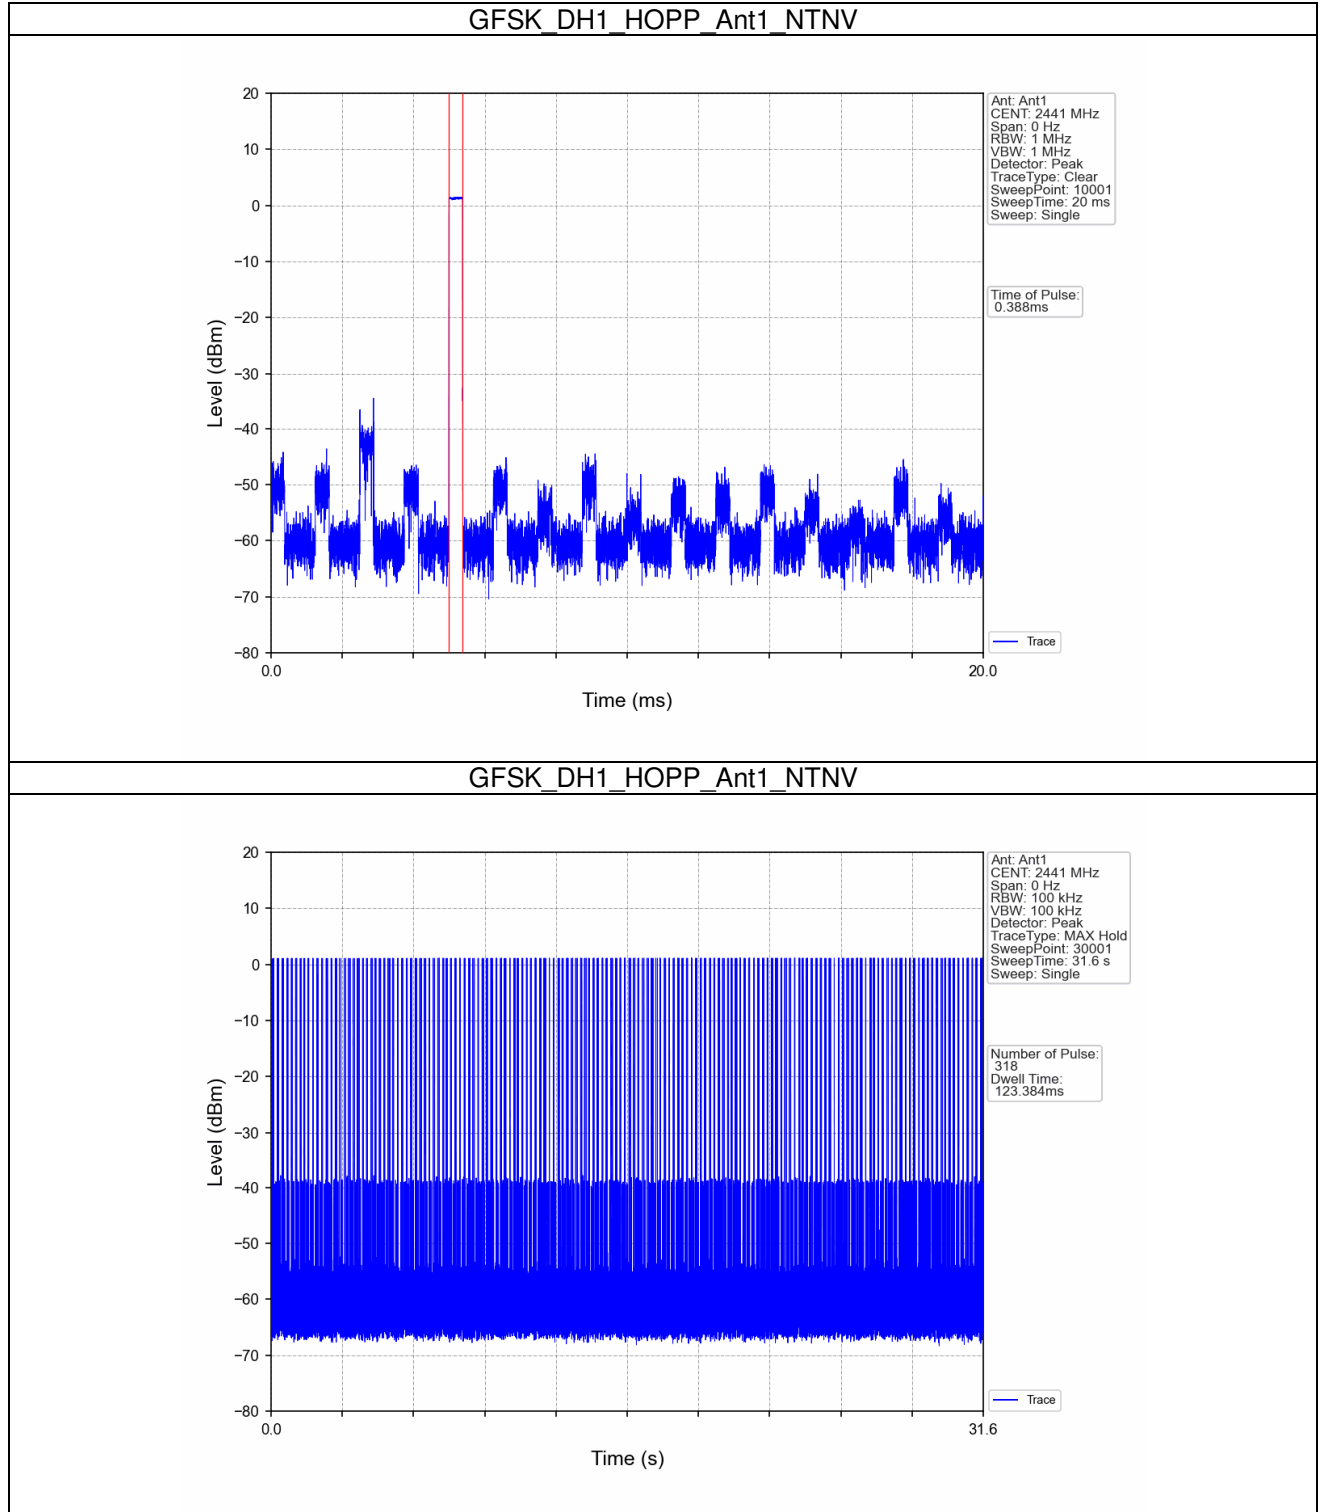 GFSK_DH1_HOPP_Ant1_NTNV
20
10
0
−10
−20
−30
−40
−50
−60
−70
−80
Level (dBm)
0.0
20.0
Time (ms)
Ant: Ant1
CENT: 2441 MHz
Span: 0 Hz
RBW: 1 MHz
VBW: 1 MHz
Detector: Peak
TraceType: Clear
SweepPoint: 10001
SweepTime: 20 ms
Sweep: Single
Time of Pulse:
0.388ms
Trace
GFSK_DH1_HOPP_Ant1_NTNV
20
10
0
−10
−20
−30
−40
−50
−60
−70
−80
Level (dBm)
0.0
31.6
Time (s)
Ant: Ant1
CENT: 2441 MHz
Span: 0 Hz
RBW: 100 kHz
VBW: 100 kHz
Detector: Peak
TraceType: MAX Hold
SweepPoint: 30001
SweepTime: 31.6 s
Sweep: Single
Number of Pulse:
318
Dwell Time:
123.384ms
Trace